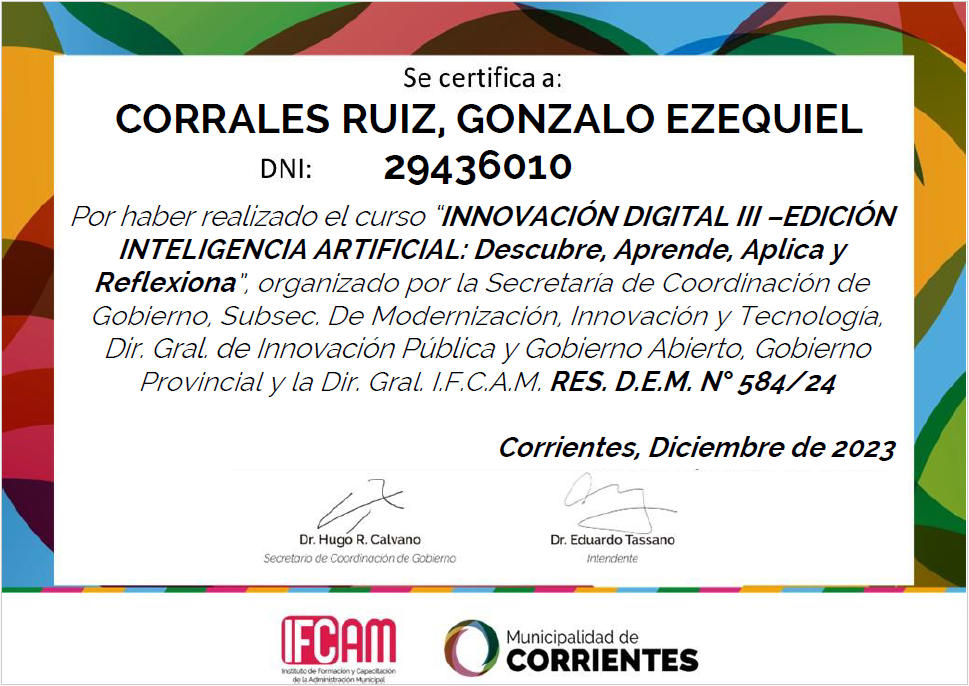 Se certifica a:
CORRALES RUIZ, GONZALO EZEQUIEL
DNI: 29436010
Por haber realizado el curso “INNOVACIÓN DIGITAL III –EDICIÓN
INTELIGENCIA ARTIFICIAL: Descubre, Aprende, Aplica y
Reflexiona”, organizado por la Secretaría de Coordinación de
Gobierno, Subsec. De Modernización, Innovación y Tecnología,
Dir. Gral. de Innovación Pública y Gobierno Abierto, Gobierno
Provincial y la Dir. Gral. I.F.C.A.M. RES. D.E.M. N° 584/24
Corrientes, Diciembre de 2023
Dr. Hugo R. Calvano
Secretario de Coordinación de Gobierno
Dr. Eduardo Tassano
Intendente
IFCAM
Instituto de Formación y Capacitación
de la Administración Municipal
Municipalidad de
CORRIENTES